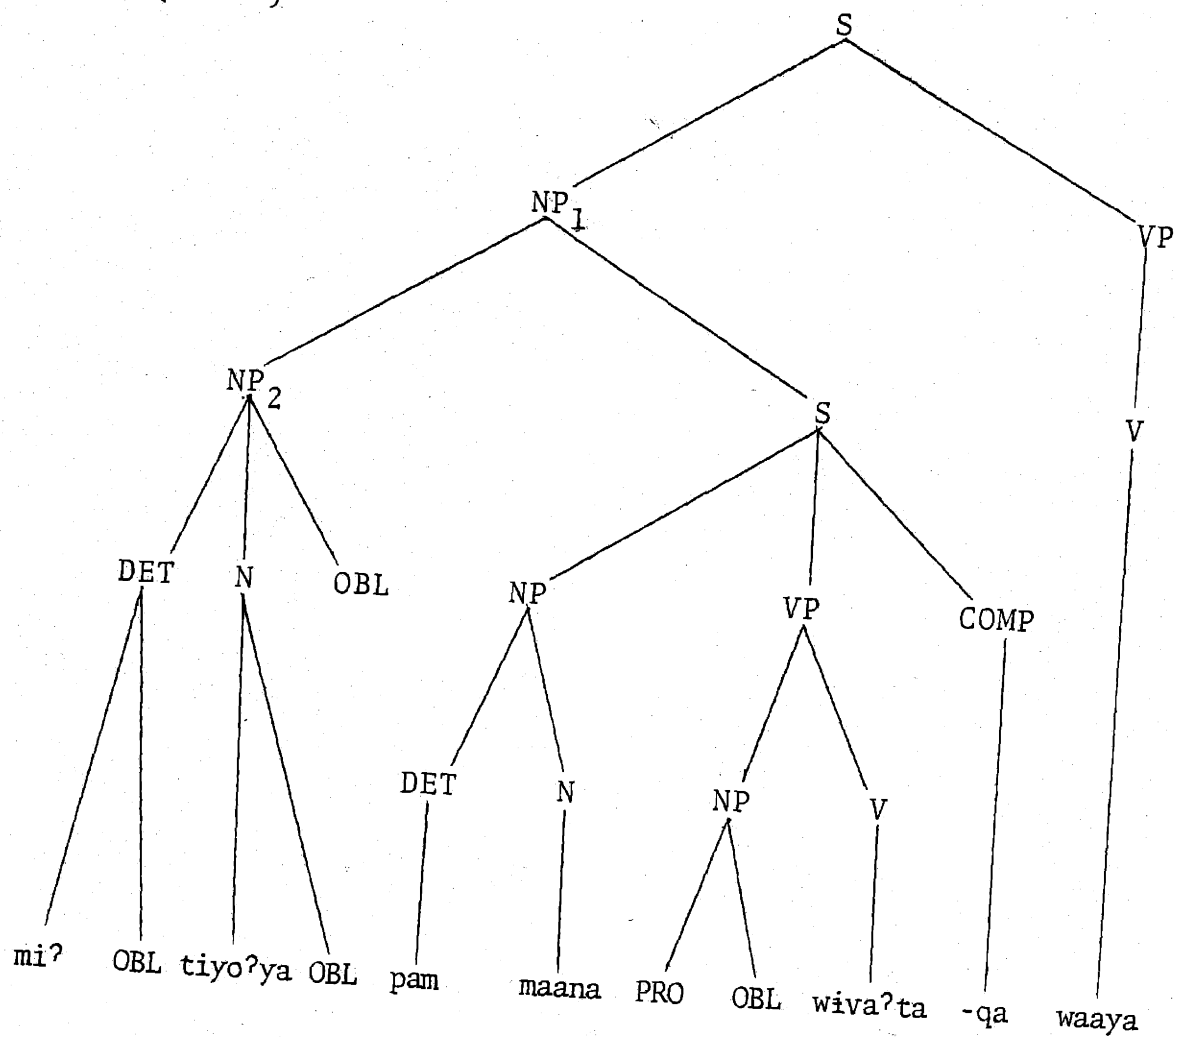 S
NP1
VP
NP2
S
V
DET N OBL
NP VP COMP
DET N NP V
mi? OBL tiyo?ya OBL pam maana PRO OBL wiva?ta -qa waaya